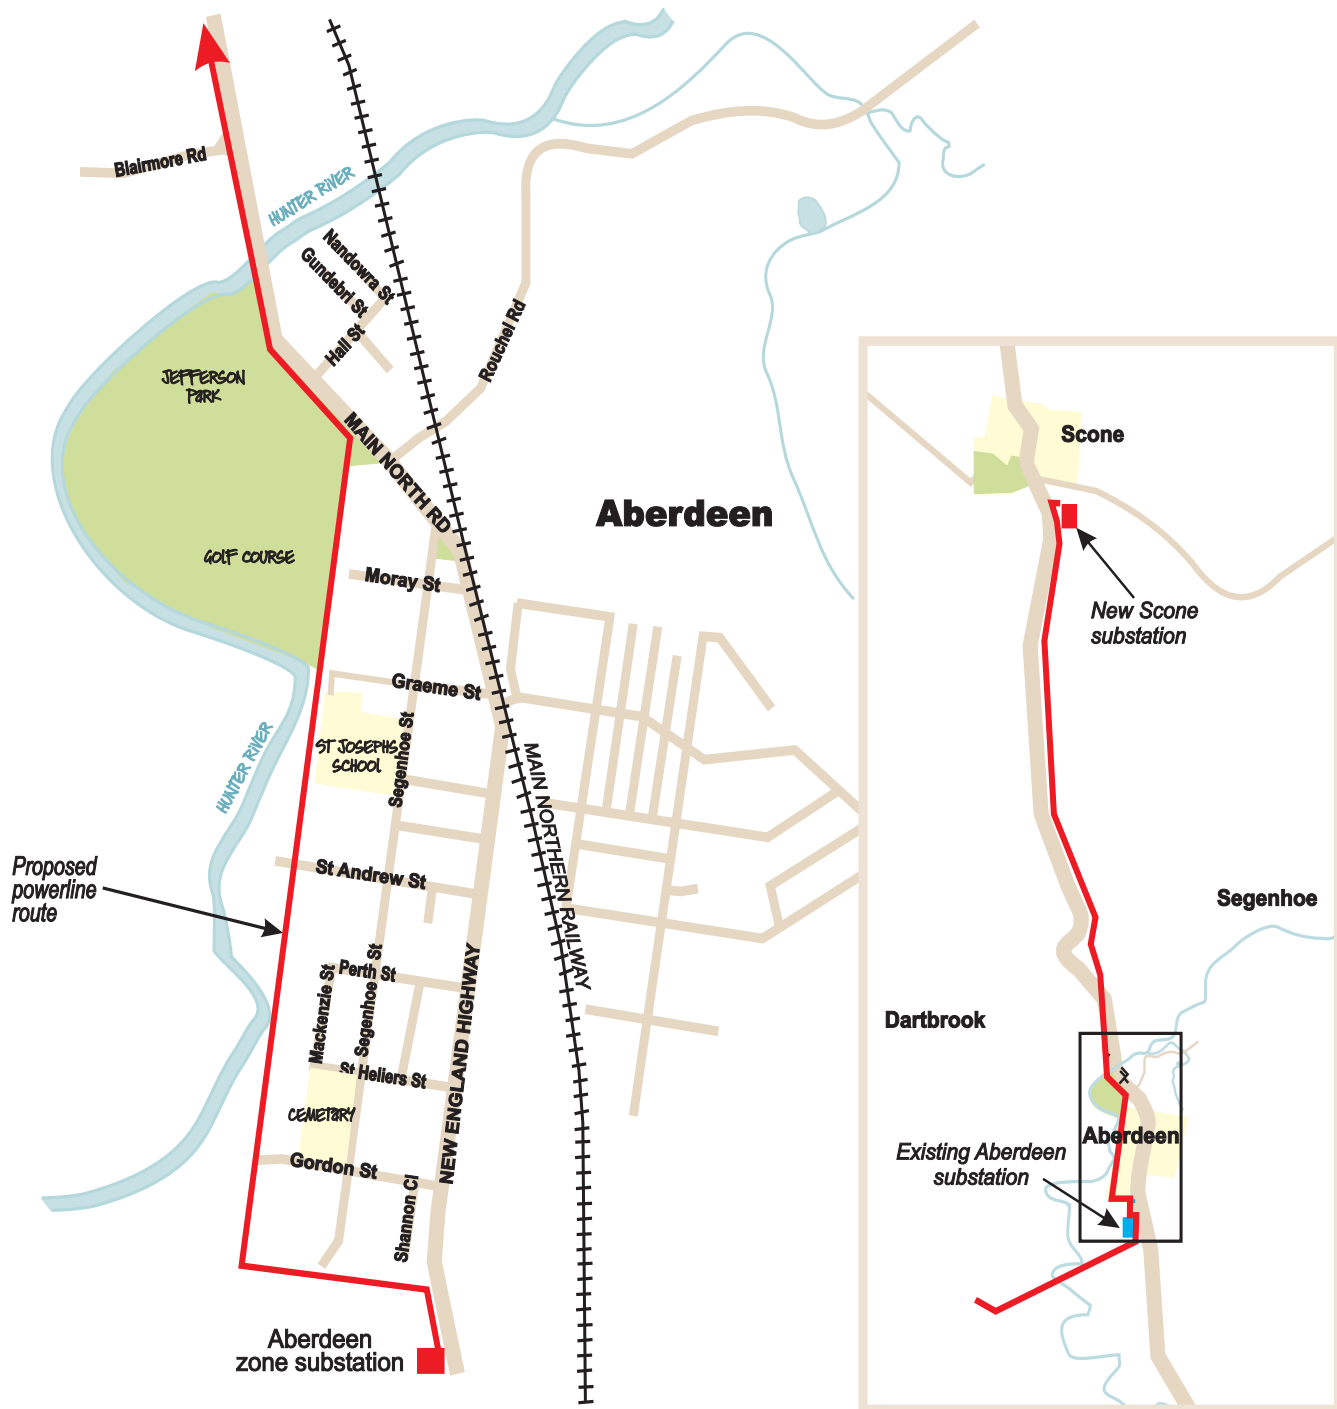 Blairmore Rd
HUNTER RIVER
Nandowra St
Gundebri St
Hall St
Rouchel Rd
JEFFERSON
PARK
MAIN NORTH RD
Aberdeen
GOLF COURSE
Moray St
Graeme St
Segenhoe St
ST JOSEPHS
SCHOOL
HUNTER RIVER
MAIN NORTHERN RAILWAY
Proposed
powerline
route
St Andrew St
Perth St
Mackenzie St
Segenhoe St
NEW ENGLAND HIGHWAY
St Heliers St
CEMETARY
Gordon St
Shannon Cl
Aberdeen
zone substation
Scone
New Scone
substation
Segenhoe
Dartbrook
Aberdeen
Existing Aberdeen
substation